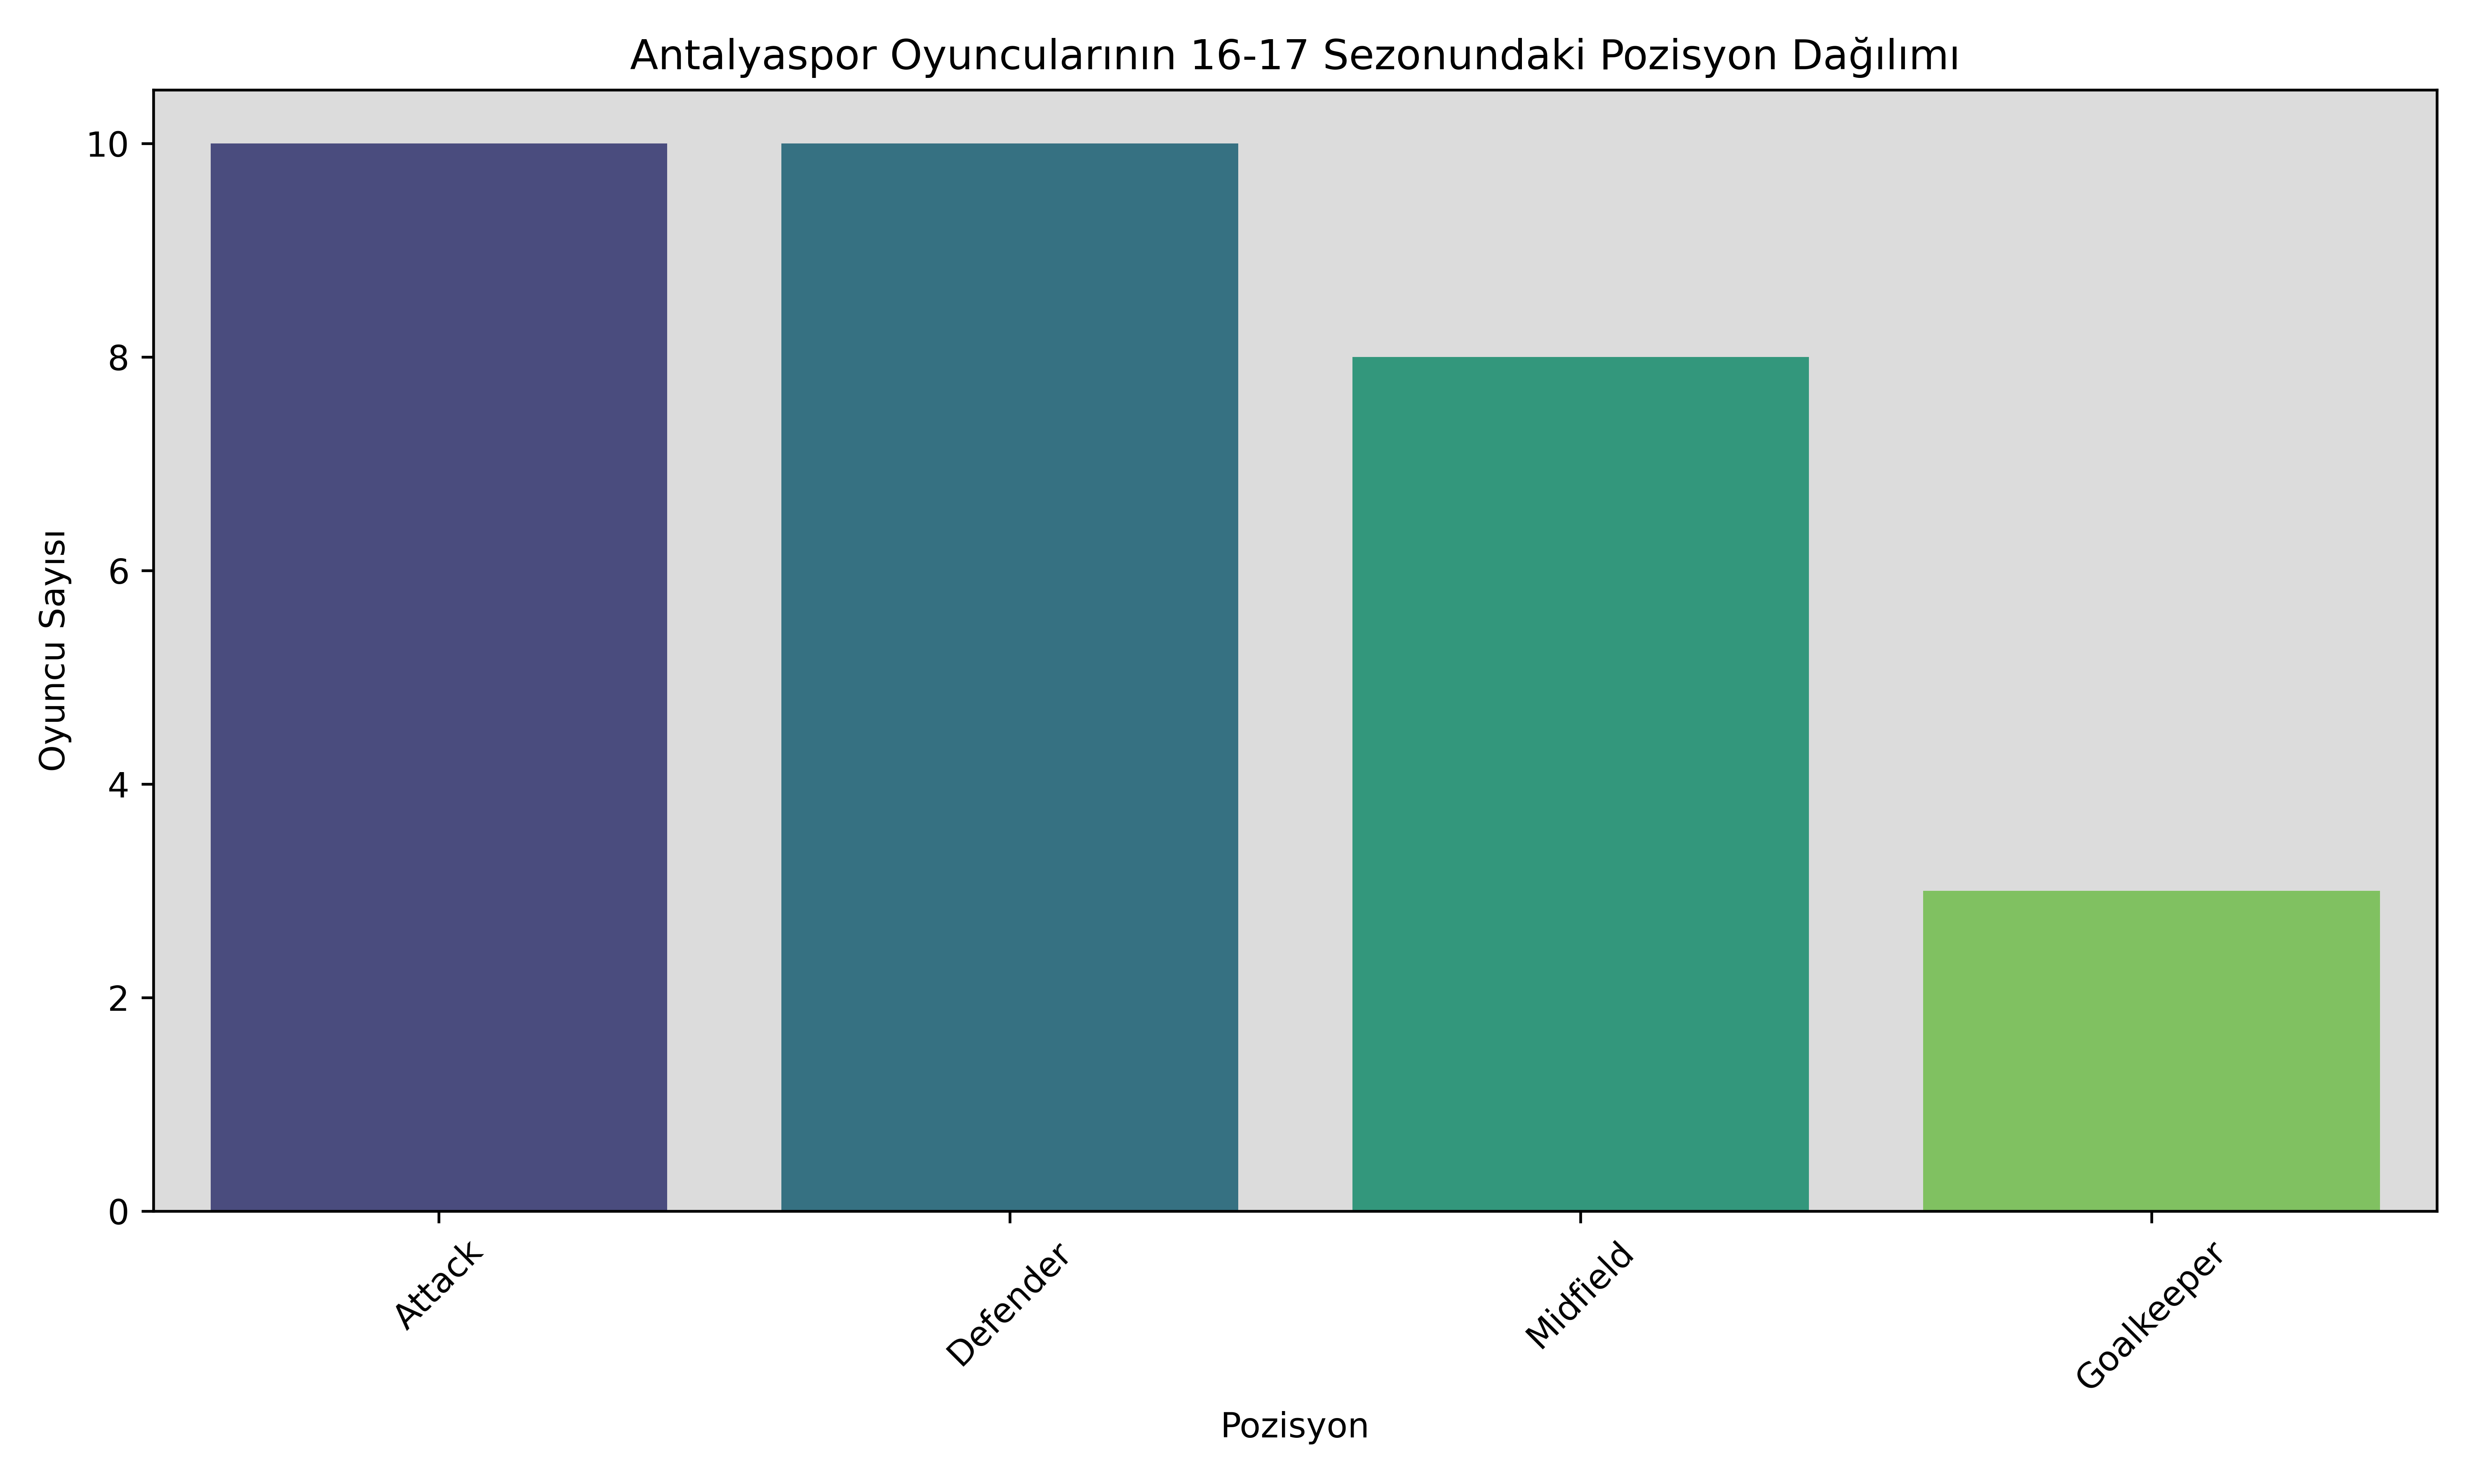 Antalyaspor Oyuncularının 16-17 Sezonundaki Pozisyon Dağılımı
Oyuncu Sayısı
10
8
6
4
2
0
Attack
Defender
Midfield
Goalkeeper
Pozisyon